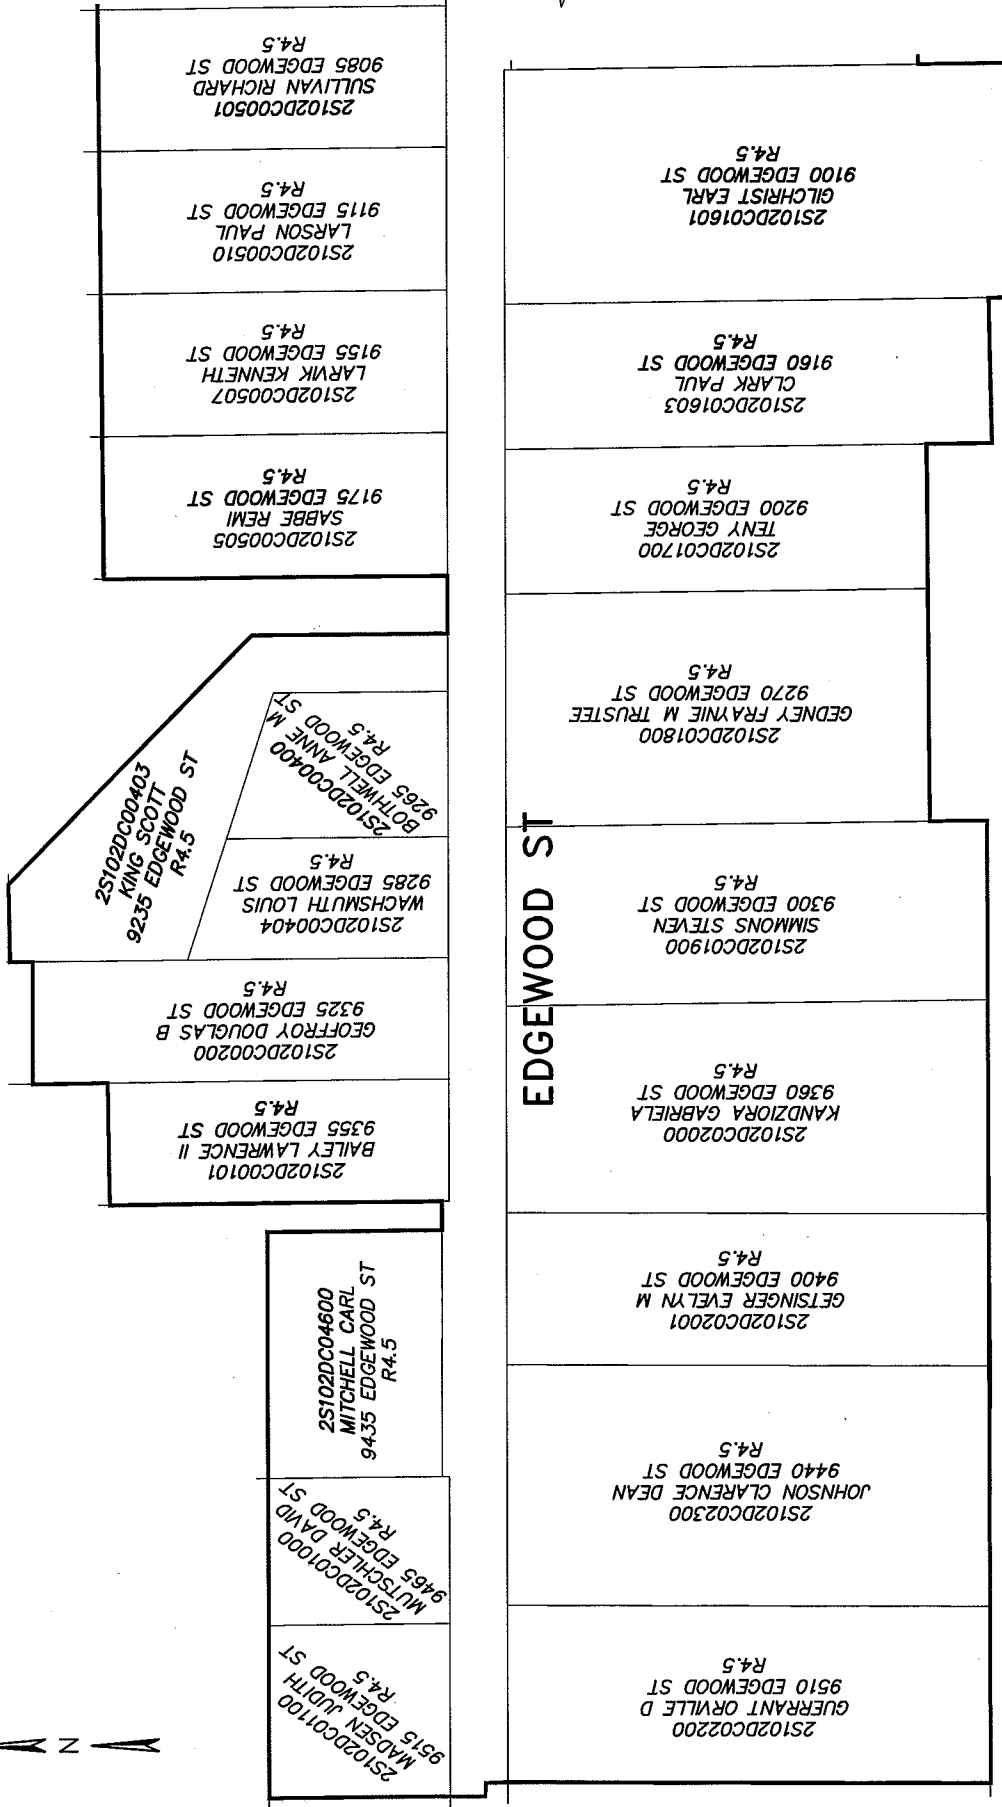 2S102DC00501
SULLIVAN RICHARD
9085 EDGEWOOD ST
R4.5
2S102DC00510
LARSON PAUL
9115 EDGEWOOD ST
R4.5
2S102DC00507
LARVIK KENNETH
9155 EDGEWOOD ST
R4.5
2S102DC00505
SABBE REMI
9175 EDGEWOOD ST
R4.5
2S102DC00403
KING SCOTT
9235 EDGEWOOD ST
R4.5
2S102DC00400
BOTHWELL ANNE M
9265 EDGEWOOD ST
R4.5
2S102DC00404
WACHSMUTH LOUIS
9285 EDGEWOOD ST
R4.5
2S102DC00200
GEOFFROY DOUGLAS B
9325 EDGEWOOD ST
R4.5
2S102DC00101
BAILEY LAWRENCE II
9355 EDGEWOOD ST
R4.5
2S102DC04600
MITCHELL CARL
9435 EDGEWOOD ST
R4.5
2S102DC01000
MUTSCHLER DAVID
9465 EDGEWOOD ST
R4.5
2S102DC01100
MADSEN JUDITH
9515 EDGEWOOD ST
R4.5
N
EDGEWOOD ST
2S102DC01601
GILCHRIST EARL
9100 EDGEWOOD ST
R4.5
2S102DC01603
CLARK PAUL
9160 EDGEWOOD ST
R4.5
2S102DC01700
TENY GEORGE
9200 EDGEWOOD ST
R4.5
2S102DC01800
GEDNEY FRAYNIE M TRUSTEE
9270 EDGEWOOD ST
R4.5
2S102DC01900
SIMMONS STEVEN
9300 EDGEWOOD ST
R4.5
2S102DC02000
KANDZIORA GABRIELA
9360 EDGEWOOD ST
R4.5
2S102DC02001
GETSINGER EVELYN M
9400 EDGEWOOD ST
R4.5
2S102DC02300
JOHNSON CLARENCE DEAN
9440 EDGEWOOD ST
R4.5
2S102DC02200
GUERRANT ORVILLE D
9510 EDGEWOOD ST
R4.5